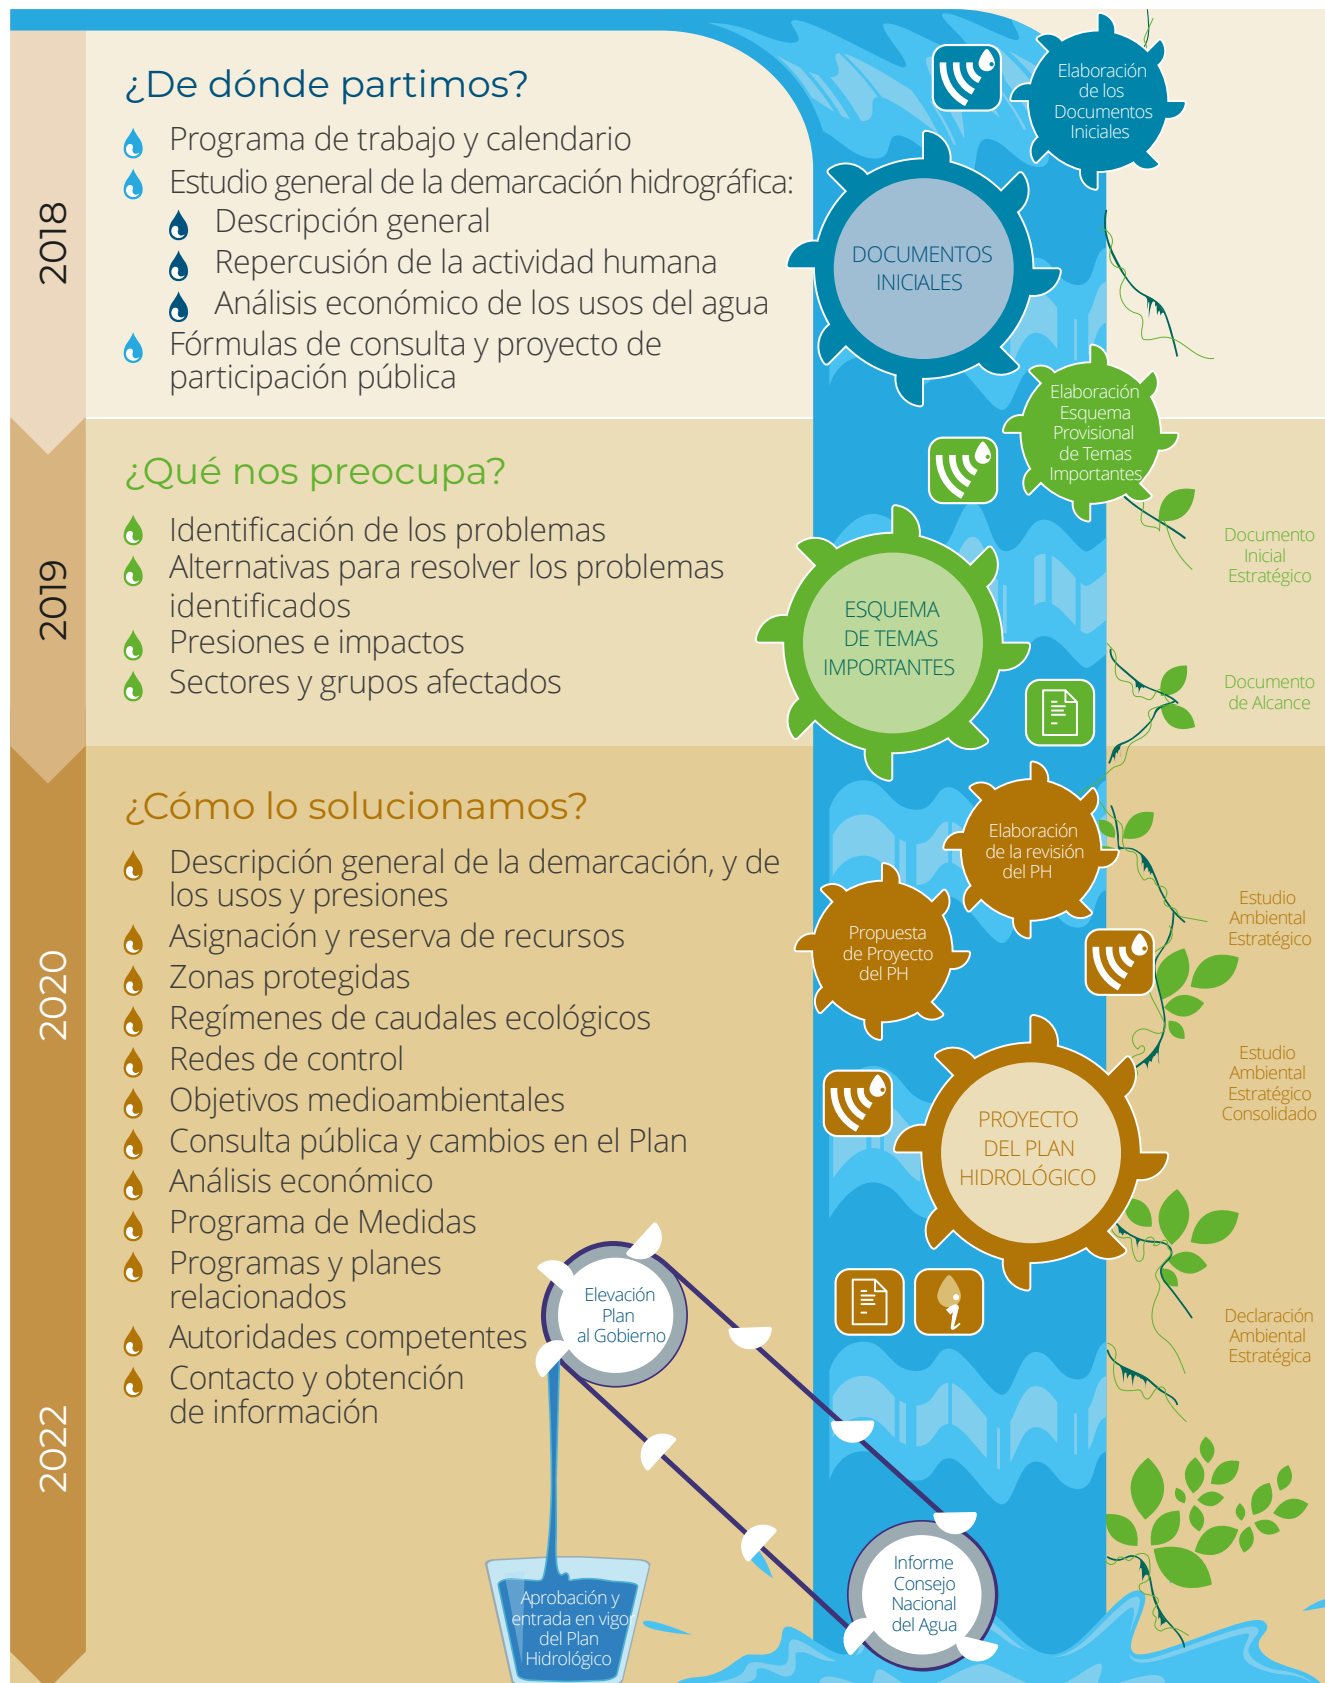 2018
¿De dónde partimos?
Programa de trabajo y calendario
Estudio general de la demarcación hidrográfica:
Descripción general
Repercusión de la actividad humana
Análisis económico de los usos del agua
Fórmulas de consulta y proyecto de
participación pública
Elaboración
de los
Documentos
Iniciales
DOCUMENTOS
INICIALES
2019
¿Qué nos preocupa?
Identificación de los problemas
Alternativas para resolver los problemas
identificados
Presiones e impactos
Sectores y grupos afectados
Elaboración
Esquema
Provisional
de Temas
Importantes
ESQUEMA
DE TEMAS
IMPORTANTES
Documento
Inicial
Estratégico
Documento
de Alcance
2020
2022
¿Cómo lo solucionamos?
Descripción general de la demarcación, y de
los usos y presiones
Asignación y reserva de recursos
Zonas protegidas
Regímenes de caudales ecológicos
Redes de control
Objetivos medioambientales
Consulta pública y cambios en el Plan
Análisis económico
Programa de Medidas
Programas y planes
relacionados
Autoridades competentes
Contacto y obtención
de información
Elaboración
de la revisión
del PH
Propuesta
de Proyecto
del PH
PROYECTO
DEL PLAN
HIDROLÓGICO
Estudio
Ambiental
Estratégico
Estudio
Ambiental
Estratégico
Consolidado
Declaración
Ambiental
Estratégica
Elevación
Plan
al Gobierno
Informe
Consejo
Nacional
del Agua
Aprobación y
entrada en vigor
del Plan
Hidrológico